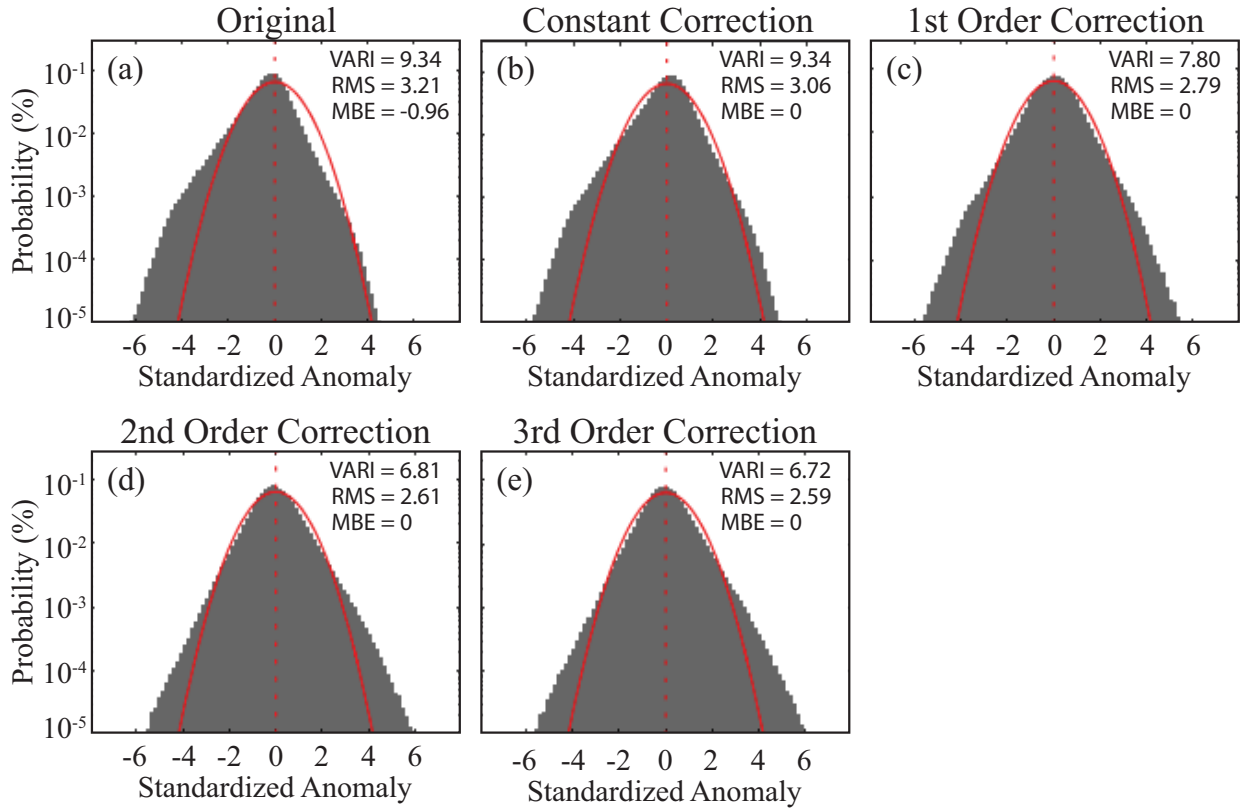 Original
(a)
VARI = 9.34
RMS = 3.21
MBE = -0.96
Probability (%)
10-1
10-2
10-3
10-4
10-5
-6 -4 -2 0 2 4 6
Standardized Anomaly
Constant Correction
(b)
VARI = 9.34
RMS = 3.06
MBE = 0
-6 -4 -2 0 2 4 6
Standardized Anomaly
1st Order Correction
(c)
VARI = 7.80
RMS = 2.79
MBE = 0
-6 -4 -2 0 2 4 6
Standardized Anomaly
2nd Order Correction
(d)
VARI = 6.81
RMS = 2.61
MBE = 0
Probability (%)
10-1
10-2
10-3
10-4
10-5
-6 -4 -2 0 2 4 6
Standardized Anomaly
3rd Order Correction
(e)
VARI = 6.72
RMS = 2.59
MBE = 0
-6 -4 -2 0 2 4 6
Standardized Anomaly